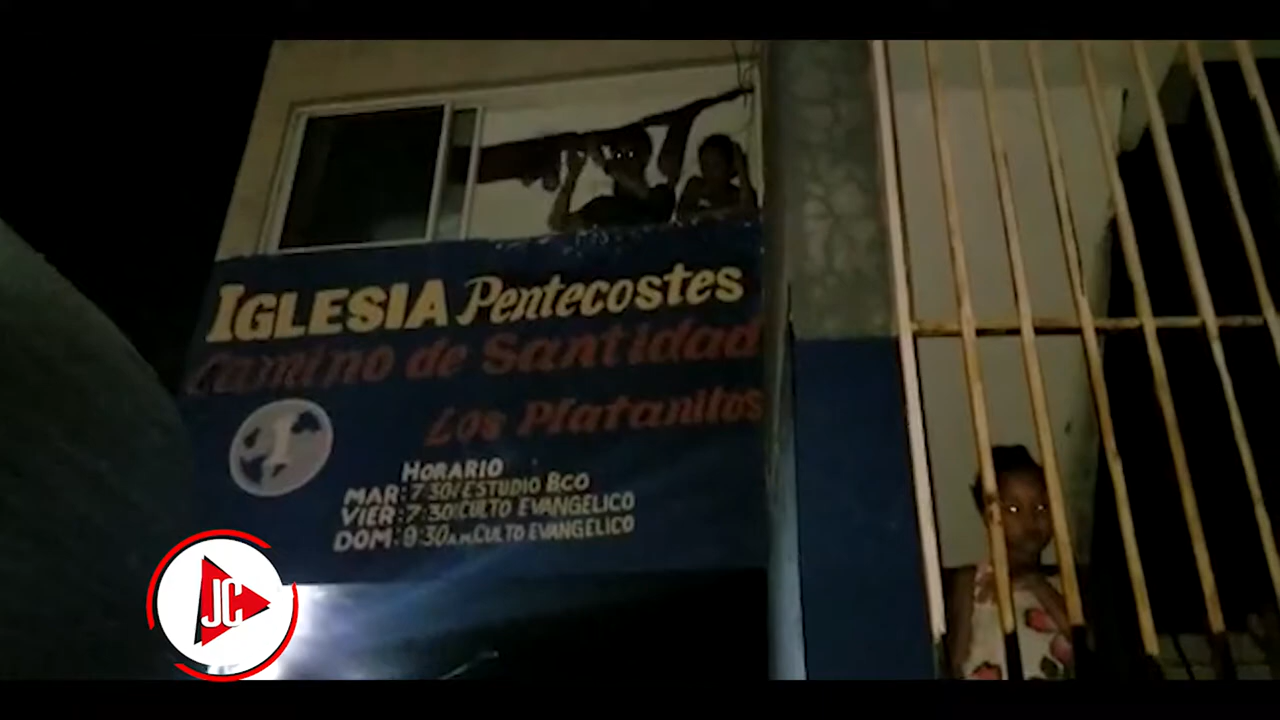 IGLESIA Pentecostes
Camino de Santidad
Los Platanitos
HORARIO
MAR: 7:30 ESTUDIO BCO
VIER: 7:30 CULTO EVANGELICO
DOM: 9:30 A.M. CULTO EVANGELICO
JC